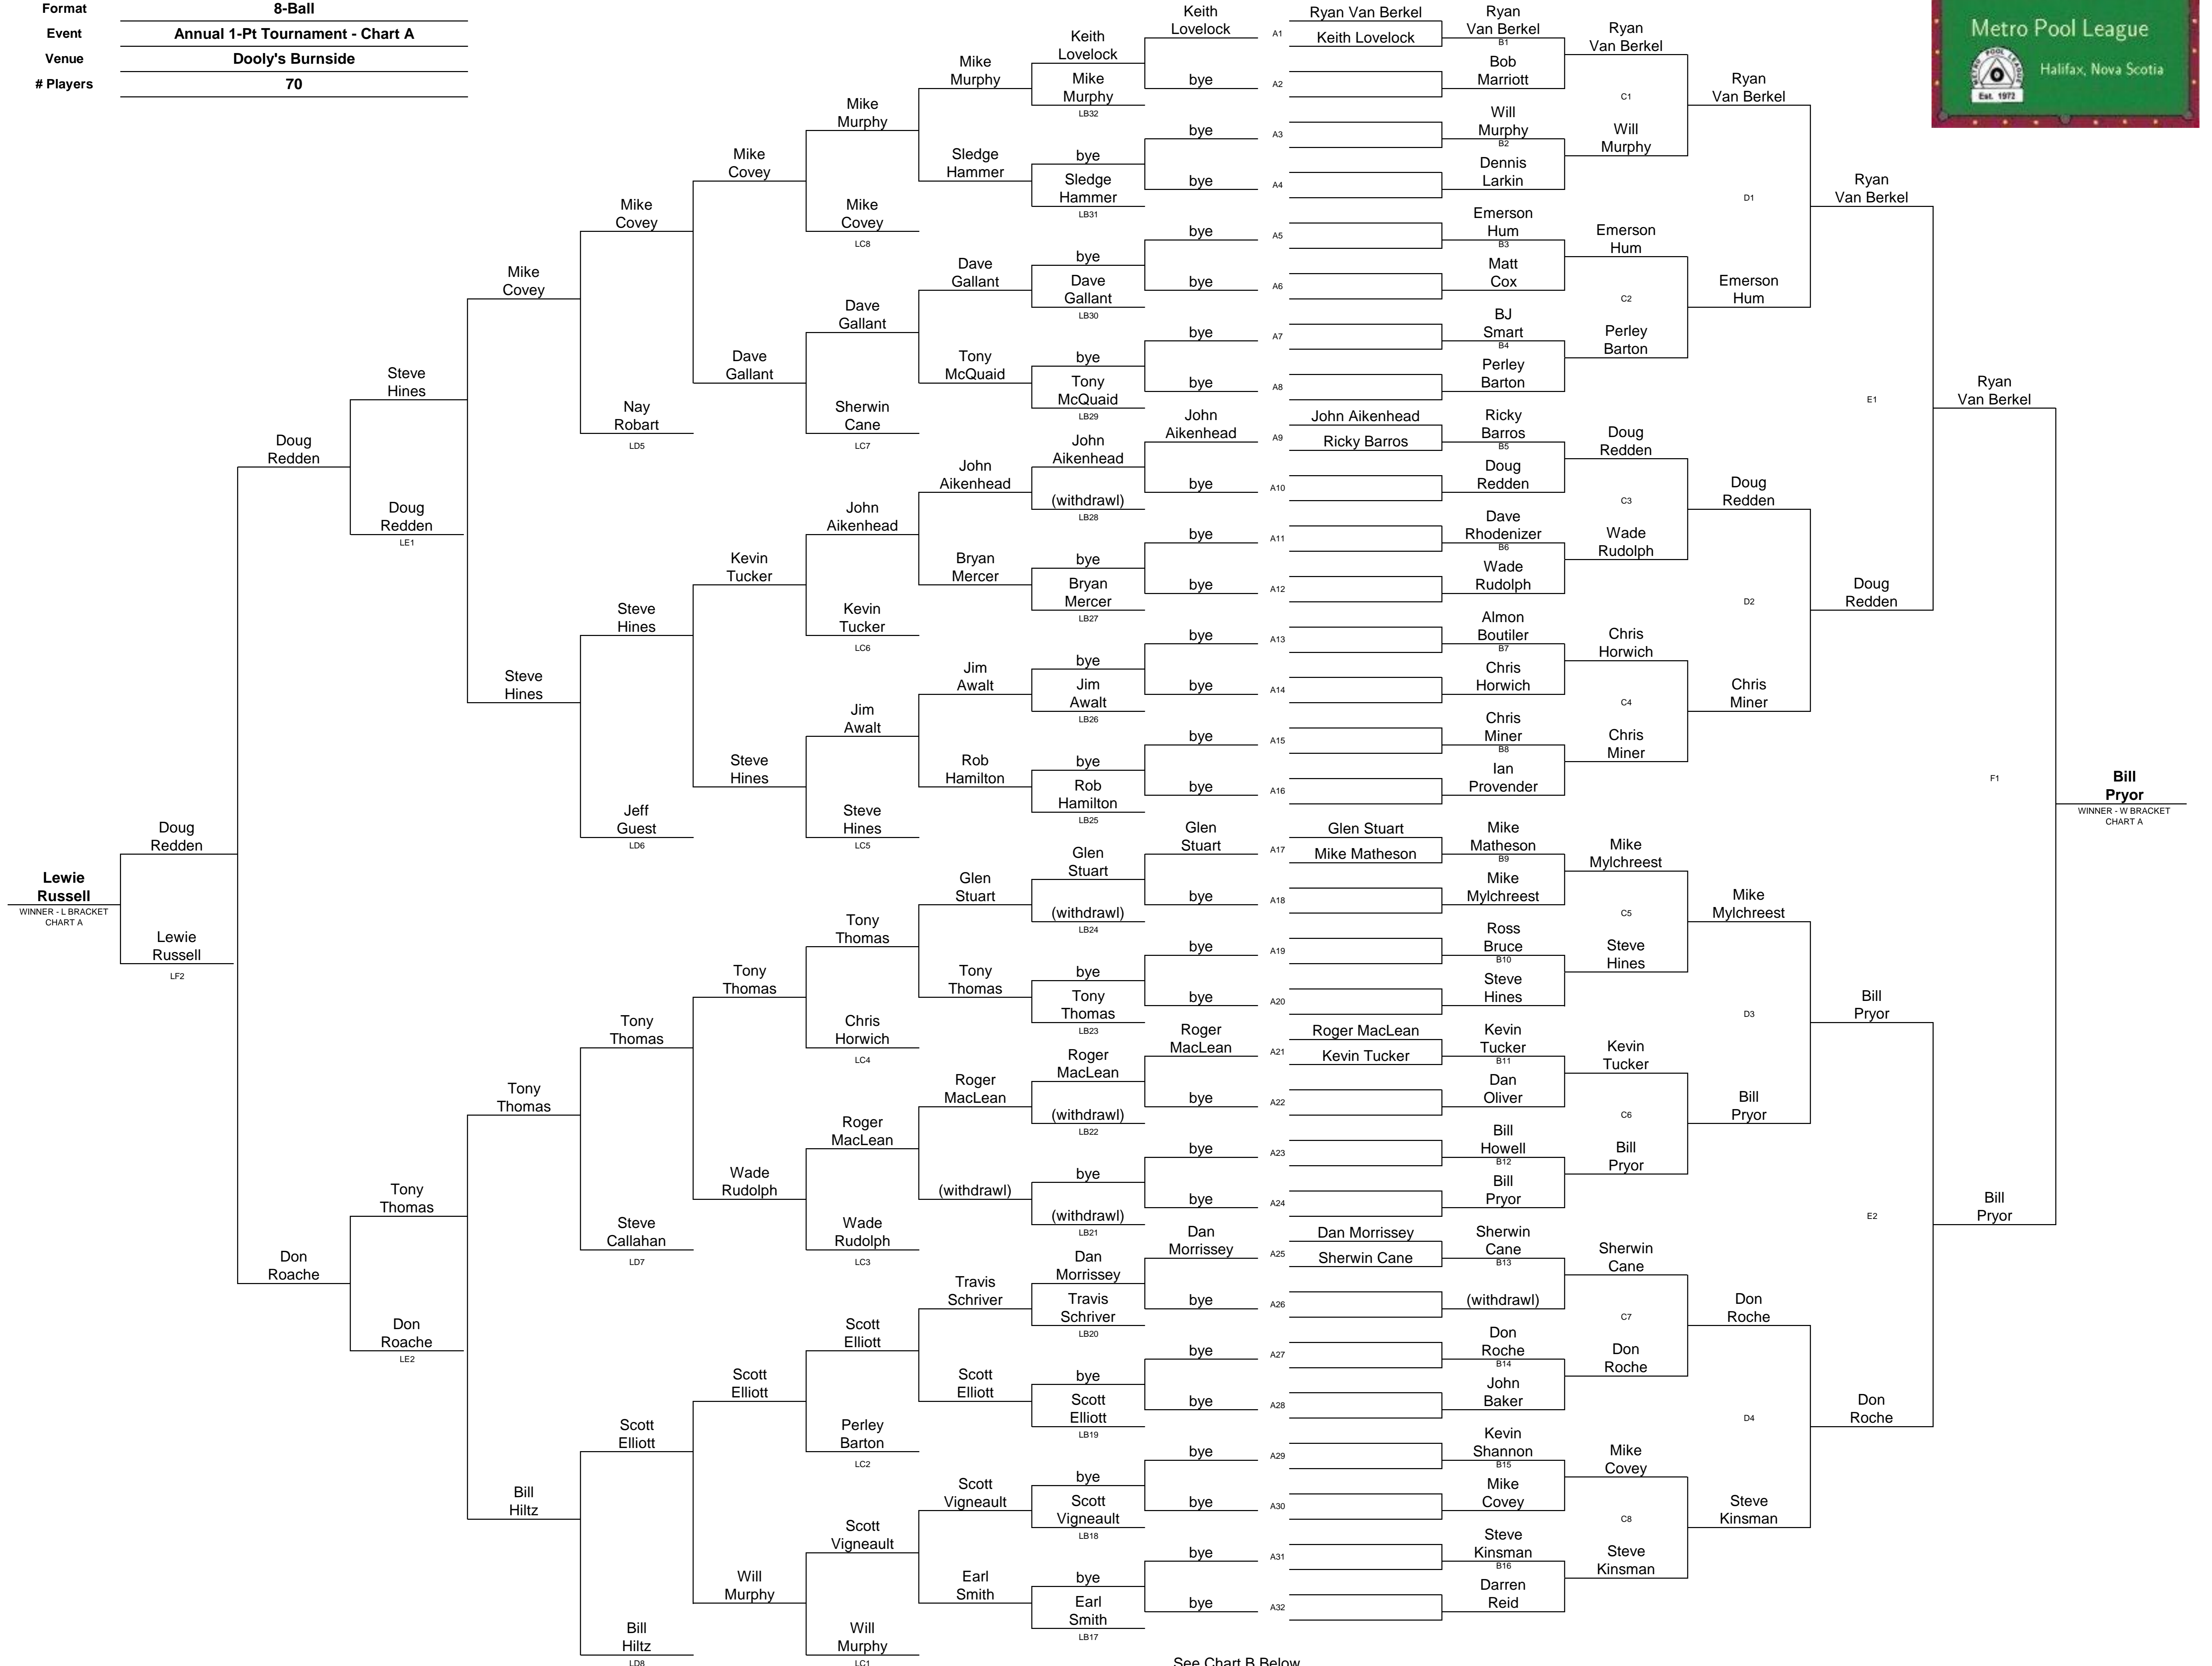 Format 8-Ball
Event Annual 1-Pt Tournament - Chart A
Venue Dooly's Burnside
# Players 70
Metro Pool League
Halifax, Nova Scotia
METRO POOL LEAGUE
Est. 1972
Lewie
Russell
WINNER - L BRACKET
CHART A
Doug
Redden
Lewie
Russell
LF2
Doug
Redden
Don
Roache
Steve
Hines
Doug
Redden
LE1
Tony
Thomas
Don
Roache
LE2
Mike
Covey
Steve
Hines
Tony
Thomas
Bill
Hiltz
Mike
Covey
Nay
Robart
LD5
Steve
Hines
Jeff
Guest
LD6
Tony
Thomas
Steve
Callahan
LD7
Scott
Elliott
Bill
Hiltz
LD8
Mike
Covey
Dave
Gallant
Kevin
Tucker
Steve
Hines
Tony
Thomas
Wade
Rudolph
Scott
Elliott
Will
Murphy
Mike
Murphy
Mike
Covey
LC8
Dave
Gallant
Sherwin
Cane
LC7
John
Aikenhead
Kevin
Tucker
LC6
Jim
Awalt
Steve
Hines
LC5
Tony
Thomas
Chris
Horwich
LC4
Roger
MacLean
Wade
Rudolph
LC3
Scott
Elliott
Perley
Barton
LC2
Scott
Vigneault
Will
Murphy
LC1
Mike
Murphy
Sledge
Hammer
Dave
Gallant
Tony
McQuaid
John
Aikenhead
Bryan
Mercer
Jim
Awalt
Rob
Hamilton
Glen
Stuart
Tony
Thomas
Roger
MacLean
(withdrawl)
Travis
Schriver
Scott
Elliott
Scott
Vigneault
Earl
Smith
Keith
Lovelock
Mike
Murphy
LB32
bye
Sledge
Hammer
LB31
bye
Dave
Gallant
LB30
bye
Tony
McQuaid
LB29
John
Aikenhead
(withdrawl)
LB28
bye
Bryan
Mercer
LB27
bye
Jim
Awalt
LB26
bye
Rob
Hamilton
LB25
Glen
Stuart
(withdrawl)
LB24
bye
Tony
Thomas
LB23
Roger
MacLean
(withdrawl)
LB22
bye
(withdrawl)
LB21
Dan
Morrissey
Travis
Schriver
LB20
bye
Scott
Elliott
LB19
bye
Scott
Vigneault
LB18
bye
Earl
Smith
LB17
Keith
Lovelock
bye
bye
bye
bye
bye
bye
bye
John
Aikenhead
bye
bye
bye
bye
bye
bye
bye
Glen
Stuart
bye
bye
bye
Roger
MacLean
bye
bye
bye
Dan
Morrissey
bye
bye
bye
bye
bye
bye
bye
A1
A2
A3
A4
A5
A6
A7
A8
A9
A10
A11
A12
A13
A14
A15
A16
A17
A18
A19
A20
A21
A22
A23
A24
A25
A26
A27
A28
A29
A30
A31
A32
Ryan Van Berkel
Keith Lovelock
John Aikenhead
Ricky Barros
Glen Stuart
Mike Matheson
Roger MacLean
Kevin Tucker
Dan Morrissey
Sherwin Cane
Ryan
Van Berkel
B1
Bob
Marriott
Will
Murphy
B2
Dennis
Larkin
Emerson
Hum
B3
Matt
Cox
BJ
Smart
B4
Perley
Barton
Ricky
Barros
B5
Doug
Redden
Dave
Rhodenizer
B6
Wade
Rudolph
Almon
Boutiler
B7
Chris
Horwich
Chris
Miner
B8
Ian
Provender
Mike
Matheson
B9
Mike
Mylchreest
Ross
Bruce
B10
Steve
Hines
Kevin
Tucker
B11
Dan
Oliver
Bill
Howell
B12
Bill
Pryor
Sherwin
Cane
B13
(withdrawl)
Don
Roche
B14
John
Baker
Kevin
Shannon
B15
Mike
Covey
Steve
Kinsman
B16
Darren
Reid
Ryan
Van Berkel
C1
Will
Murphy
Emerson
Hum
C2
Perley
Barton
Doug
Redden
C3
Wade
Rudolph
Chris
Horwich
C4
Chris
Miner
Mike
Mylchreest
C5
Steve
Hines
Kevin
Tucker
C6
Bill
Pryor
Sherwin
Cane
C7
Don
Roche
Mike
Covey
C8
Steve
Kinsman
Ryan
Van Berkel
D1
Emerson
Hum
Doug
Redden
D2
Chris
Miner
Mike
Mylchreest
D3
Bill
Pryor
Don
Roche
D4
Steve
Kinsman
Ryan
Van Berkel
E1
Doug
Redden
Bill
Pryor
E2
Don
Roche
Ryan
Van Berkel
F1
Bill
Pryor
Bill
Pryor
WINNER - W BRACKET
CHART A
See Chart B Below